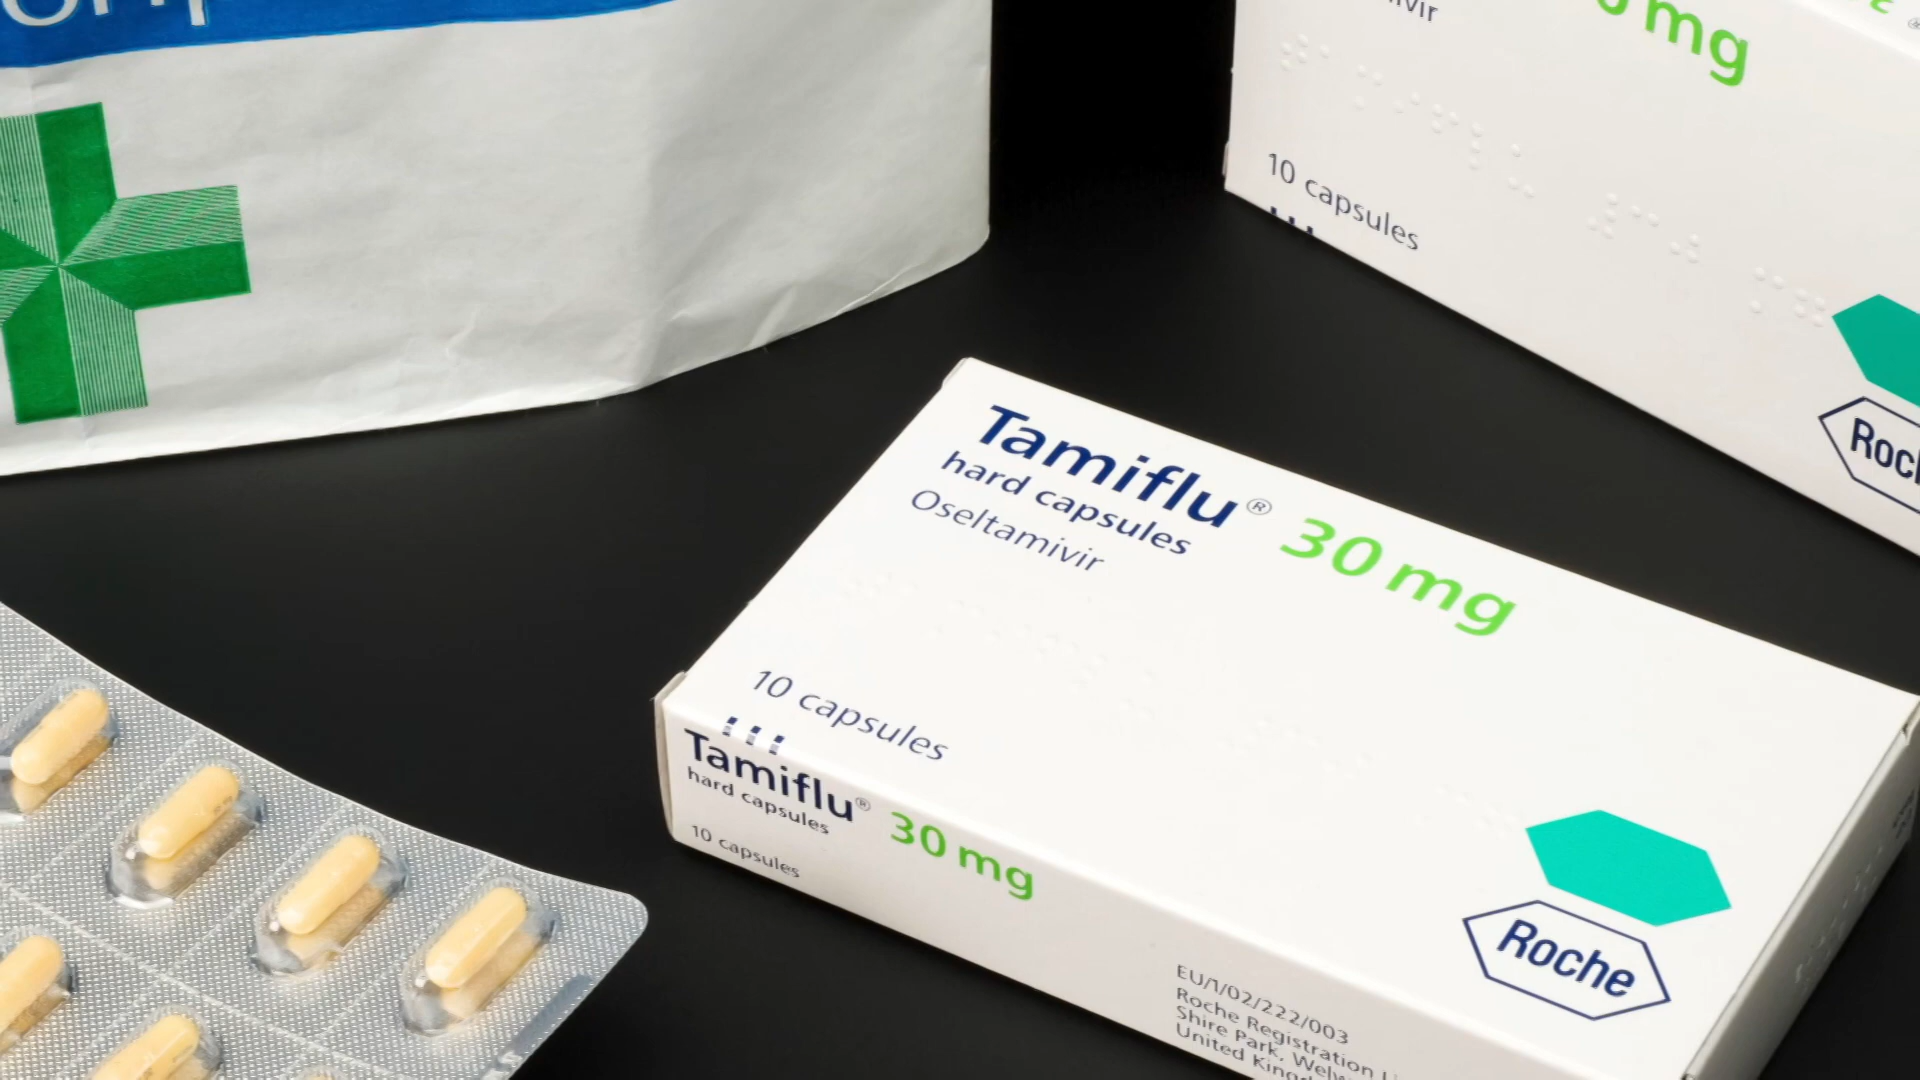 mg
10 capsules
Roc
Tamiflu® 30 mg
hard capsules
Oseltamivir
10 capsules
Roche
Tamiflu® 30 mg
hard capsules
10 capsules
EU/1/02/222/003
Roche Registration
Shire Park,
United